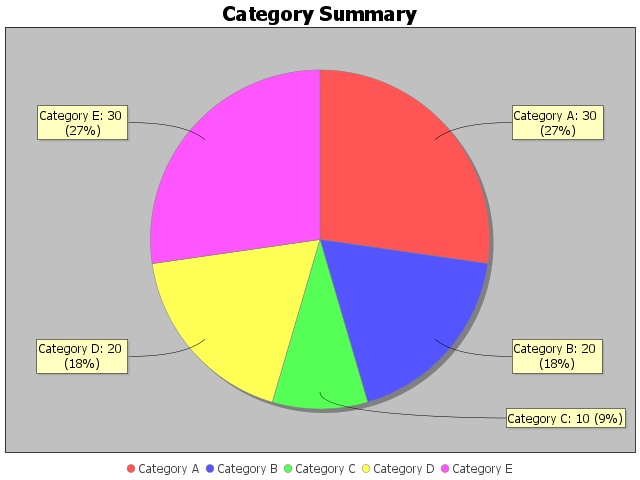 Category Summary
Category E: 30
(27%)
Category A: 30
(27%)
Category D: 20
(18%)
Category B: 20
(18%)
Category C: 10 (9%)
Category A Category B Category C Category D Category E